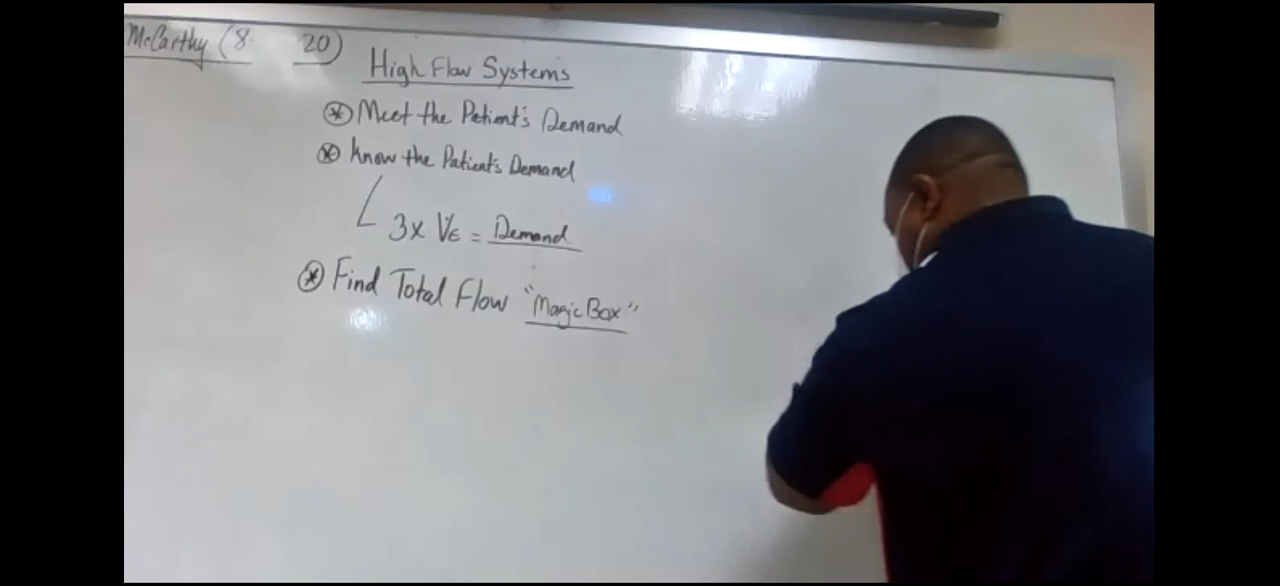 McCarthy (8 20)
High Flow Systems
* Meet the Patient's Demand
* Know the Patient's Demand
3x V̇E = Demand
* Find Total Flow "Magic Box"